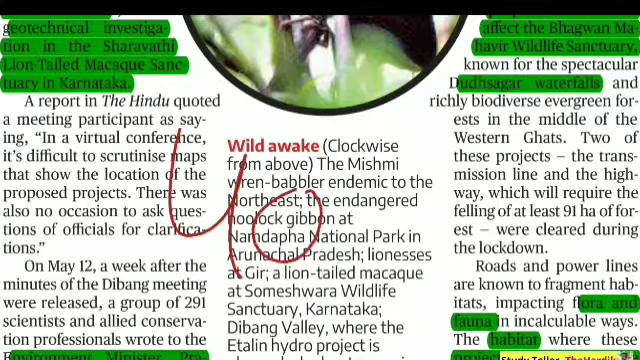 geotechnical investiga-
tion in the Sharavathi
Lion-Tailed Macaque Sanc-
tuary in Karnataka.
A report in The Hindu quoted
a meeting participant as say-
ing, “In a virtual conference,
it’s difficult to scrutinise maps
that show the location of the
proposed projects. There was
also no occasion to ask ques-
tions of officials for clarifica-
tions.”
On May 12, a week after the
minutes of the Dibang meeting
were released, a group of 291
scientists and allied conserva-
tion professionals wrote to the
Environment Minister, Pra-
Wild awake (Clockwise
from above) The Mishmi
wren-babbler endemic to the
Northeast; the endangered
hoolock gibbon at
Namdapha National Park in
Arunachal Pradesh; lionesses
at Gir; a lion-tailed macaque
at Someshwara Wildlife
Sanctuary, Karnataka;
Dibang Valley, where the
Etalin hydro project is
affect the Bhagwan Ma-
havir Wildlife Sanctuary,
known for the spectacular
Dudhsagar waterfalls and
richly biodiverse evergreen for-
ests in the middle of the
Western Ghats. Two of
these projects – the trans-
mission line and the high-
way, which will require the
felling of at least 91 ha of for-
est – were cleared during
the lockdown.
Roads and power lines
are known to fragment hab-
itats, impacting flora and
fauna in incalculable ways.
The habitat where these